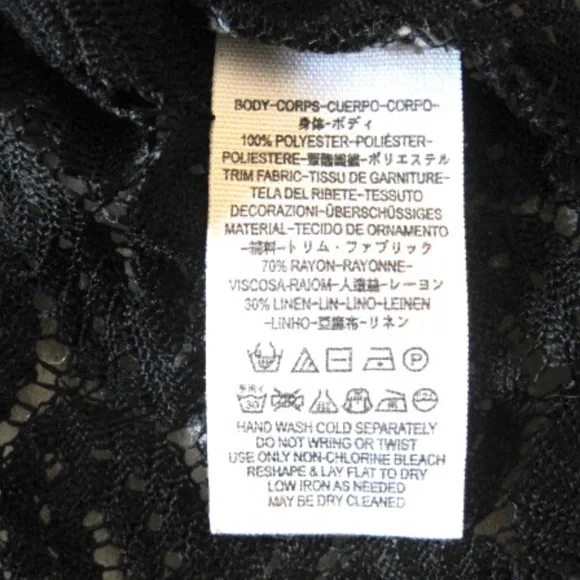 BODY-CORPS-CUERPO-CORPO-
身体-ボディ
100% POLYESTER-POLIÉSTER-
POLIESTERE-聚酯纖維-ポリエステル
TRIM FABRIC-TISSU DE GARNITURE-
TELA DEL RIBETE-TESSUTO
DECORAZIONI-ÜBERSCHÜSSIGES
MATERIAL-TECIDO DE ORNAMENTO
-輔料-トリム・ファブリック
70% RAYON-RAYONNE-
VISCOSA-RAIOM-人造絲-レーヨン
30% LINEN-LIN-LINO-LEINEN
-LINHO-亞麻布-リネン
P
30
HAND WASH COLD SEPARATELY
DO NOT WRING OR TWIST
USE ONLY NON-CHLORINE BLEACH
RESHAPE & LAY FLAT TO DRY
LOW IRON AS NEEDED
MAY BE DRY CLEANED